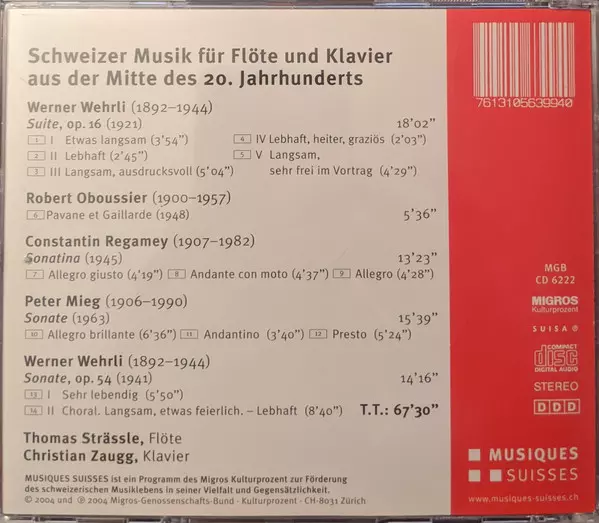 Schweizer Musik für Flöte und Klavier
aus der Mitte des 20. Jahrhunderts
Werner Wehrli (1892–1944)
Suite, op. 16 (1921) 18’02”
1 I Etwas langsam (3’54”)
2 II Lebhaft (2’45”)
3 III Langsam, ausdrucksvoll (5’04”)
4 IV Lebhaft, heiter, graziös (2’03”)
5 V Langsam,
sehr frei im Vortrag (4’29”)
Robert Oboussier (1900–1957)
6 Pavane et Gaillarde (1948) 5’36”
Constantin Regamey (1907–1982)
Sonatina (1945) 13’23”
7 Allegro giusto (4’19”) 8 Andante con moto (4’37”) 9 Allegro (4’28”)
Peter Mieg (1906–1990)
Sonate (1963) 15’39”
10 Allegro brillante (6’36”) 11 Andantino (3’40”) 12 Presto (5’24”)
Werner Wehrli (1892–1944)
Sonate, op. 54 (1941) 14’16”
13 I Sehr lebendig (5’50”)
14 II Choral. Langsam, etwas feierlich. – Lebhaft (8’40”) T.T.: 67’30”
Thomas Strässle, Flöte
Christian Zaugg, Klavier
MUSIQUES SUISSES ist ein Programm des Migros Kulturprozent zur Förderung
des schweizerischen Musiklebens in seiner Vielfalt und Gegensätzlichkeit.
© 2004 und ℗ 2004 Migros-Genossenschafts-Bund - Kulturprozent - CH-8031 Zürich
7613105639940
MGB
CD 6222
MIGROS
Kulturprozent
SUISA
COMPACT
disc
DIGITAL AUDIO
STEREO
DDD
MUSIQUES
SUISSES
www.musiques-suisses.ch